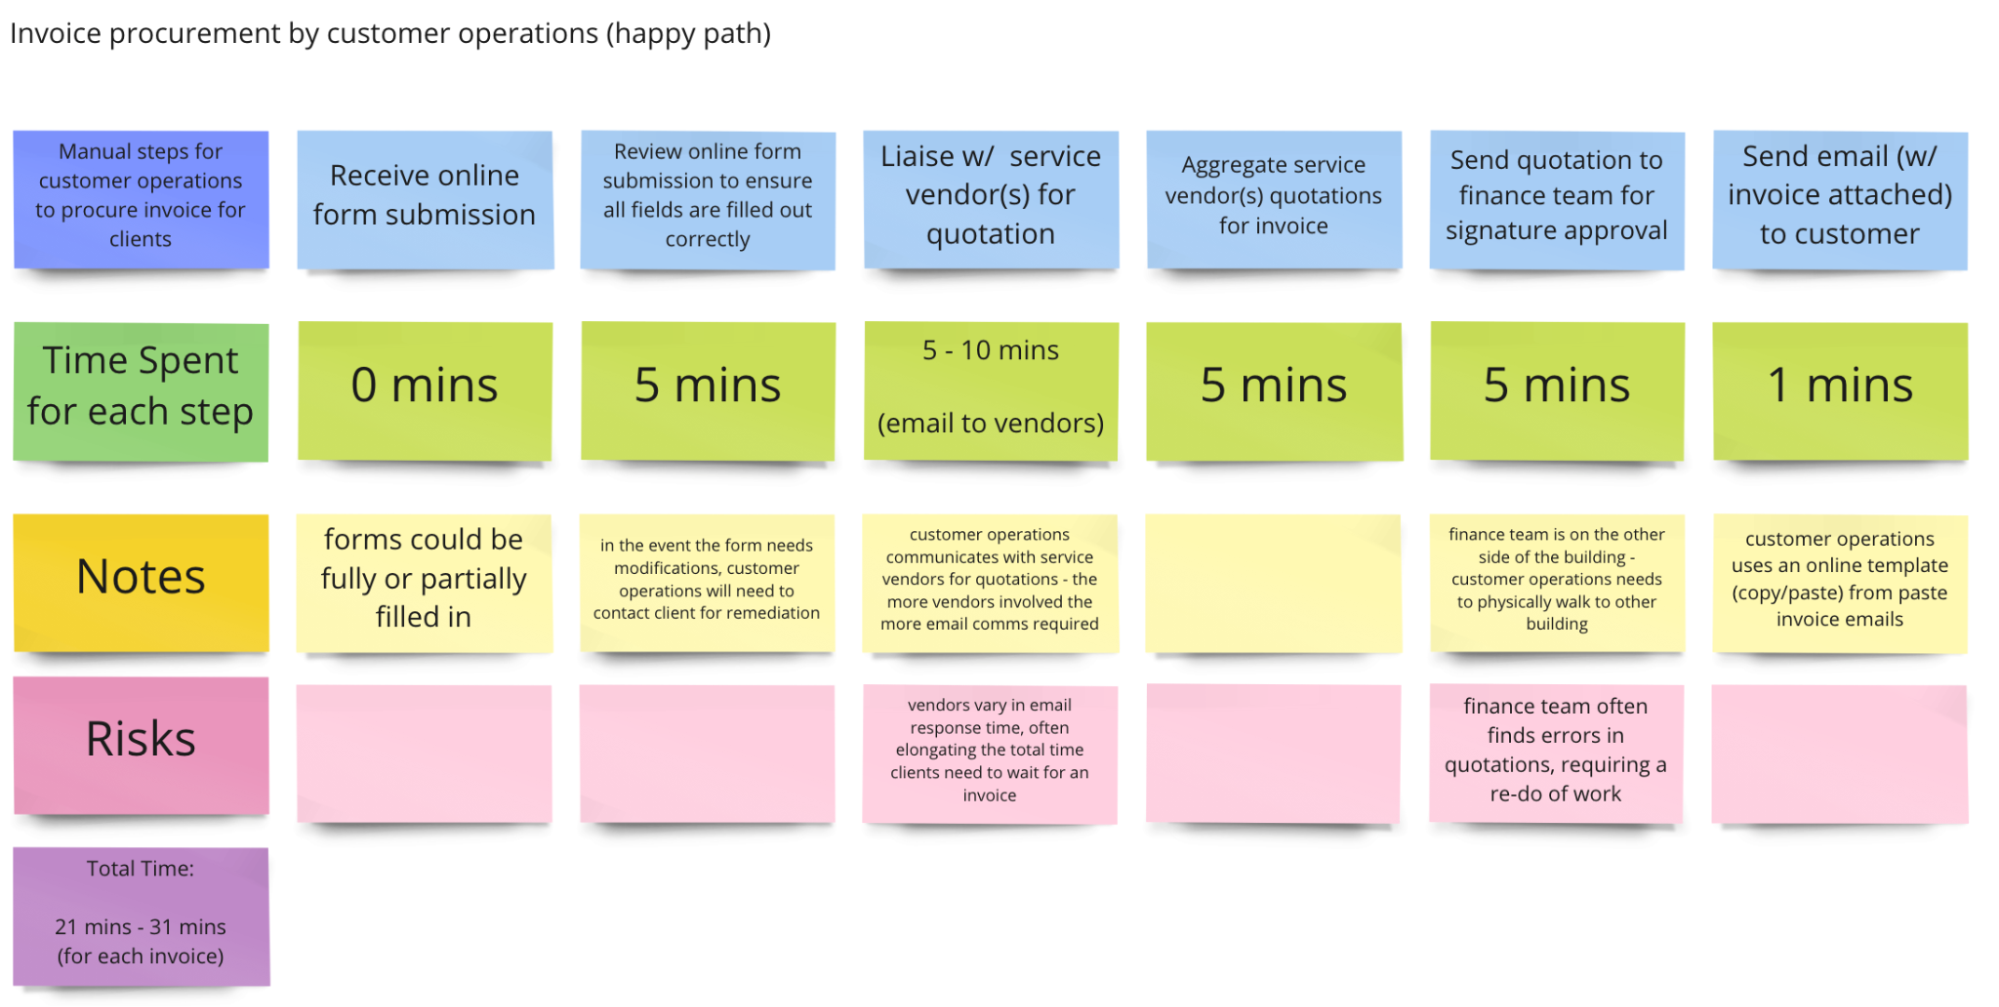 Invoice procurement by customer operations (happy path)
Manual steps for
customer operations
to procure invoice for
clients
Receive online
form submission
Review online form
submission to ensure
all fields are filled out
correctly
Liaise w/ service
vendor(s) for
quotation
Aggregate service
vendor(s) quotations
for invoice
Send quotation to
finance team for
signature approval
Send email (w/
invoice attached)
to customer
Time Spent
for each step
0 mins
5 mins
5 - 10 mins
(email to vendors)
5 mins
5 mins
1 mins
Notes
forms could be
fully or partially
filled in
in the event the form needs
modifications, customer
operations will need to
contact client for remediation
customer operations
communicates with service
vendors for quotations - the
more vendors involved the
more email comms required
finance team is on the other
side of the building -
customer operations needs
to physically walk to other
building
customer operations
uses an online template
(copy/paste) from paste
invoice emails
Risks
vendors vary in email
response time, often
elongating the total time
clients need to wait for an
invoice
finance team often
finds errors in
quotations, requiring a
re-do of work
Total Time:
21 mins - 31 mins
(for each invoice)